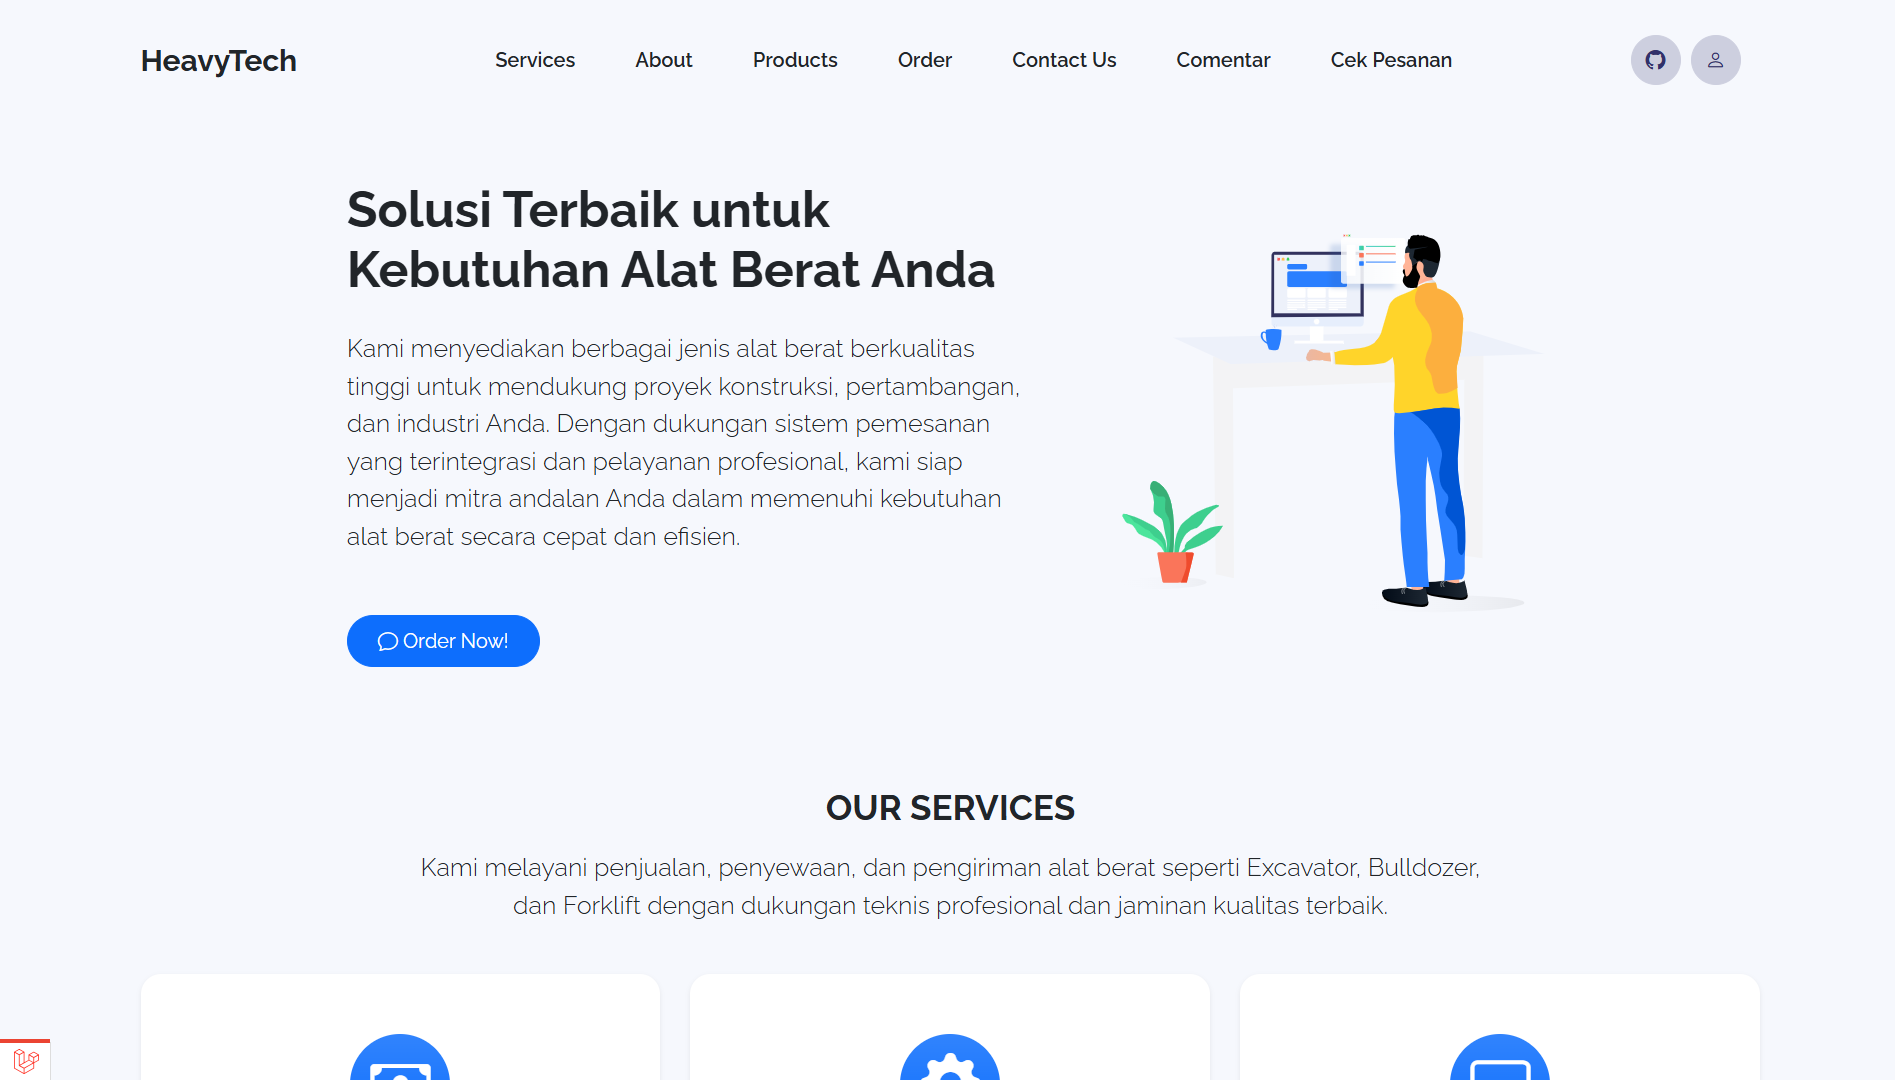 HeavyTech
Services
About
Products
Order
Contact Us
Comentar
Cek Pesanan
Solusi Terbaik untuk
Kebutuhan Alat Berat Anda
Kami menyediakan berbagai jenis alat berat berkualitas
tinggi untuk mendukung proyek konstruksi, pertambangan,
dan industri Anda. Dengan dukungan sistem pemesanan
yang terintegrasi dan pelayanan profesional, kami siap
menjadi mitra andalan Anda dalam memenuhi kebutuhan
alat berat secara cepat dan efisien.
Order Now!
OUR SERVICES
Kami melayani penjualan, penyewaan, dan pengiriman alat berat seperti Excavator, Bulldozer,
dan Forklift dengan dukungan teknis profesional dan jaminan kualitas terbaik.